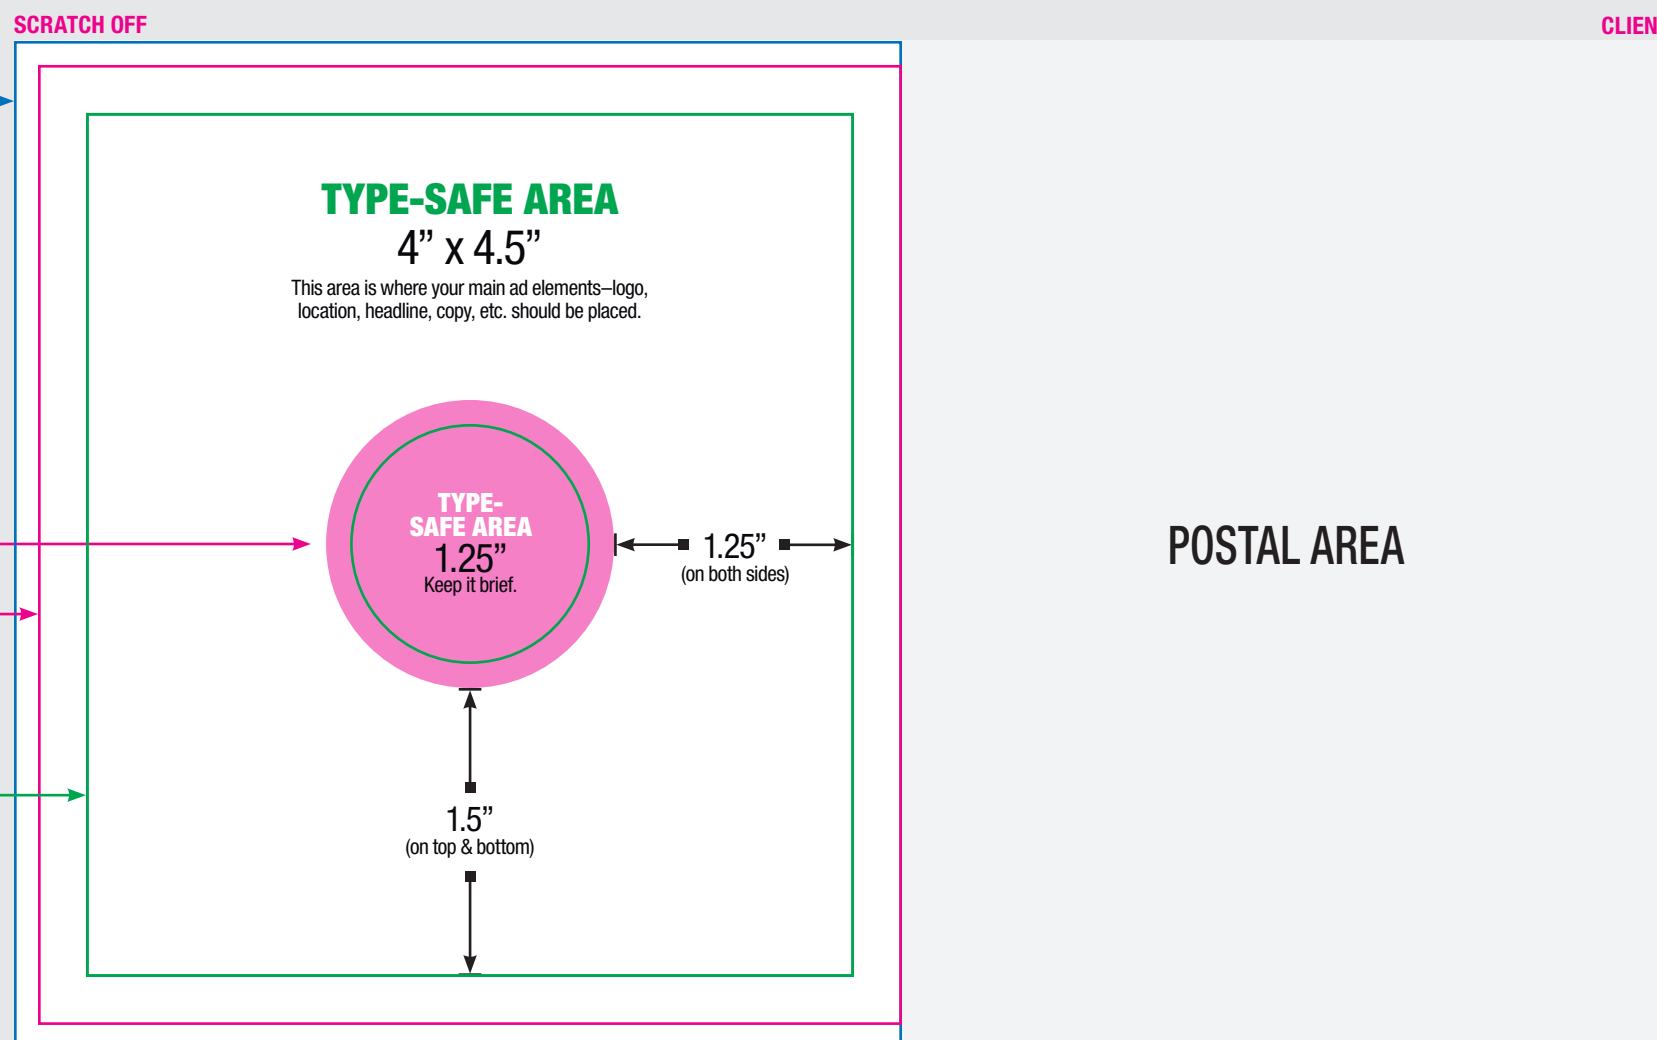 SCRATCH OFF
CLIEN
TYPE-SAFE AREA
4” x 4.5”
This area is where your main ad elements–logo,
location, headline, copy, etc. should be placed.
TYPE-
SAFE AREA
1.25”
Keep it brief.
1.25”
(on both sides)
1.5”
(on top & bottom)
POSTAL AREA